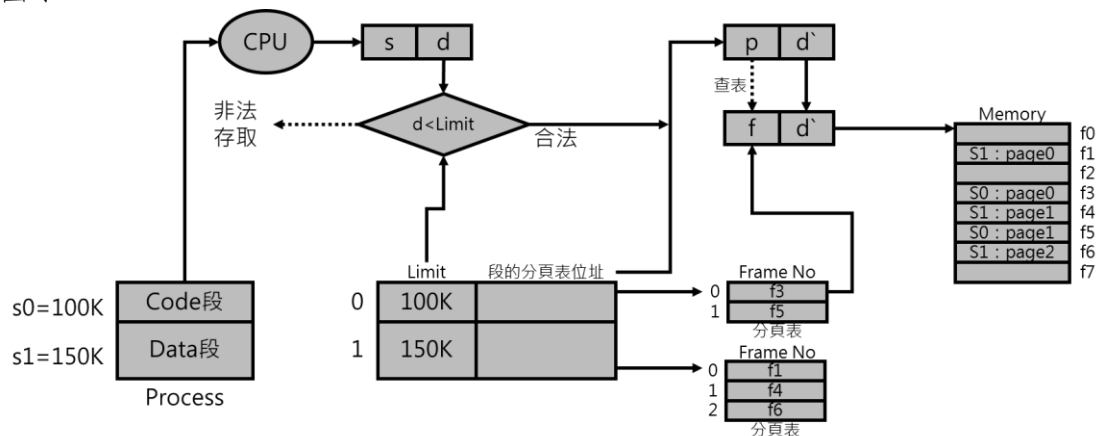 CPU
s d
p d`
查表
非法
存取
d<Limit
合法
f d`
Memory
f0
S1：page0 f1
f2
S0：page0 f3
S1：page1 f4
S0：page1 f5
S1：page2 f6
f7
Limit 段的分頁表位址
s0=100K Code段
s1=150K Data段
Process
0 100K
1 150K
Frame No
0 f3
1 f5
分頁表
Frame No
0 f1
1 f4
2 f6
分頁表